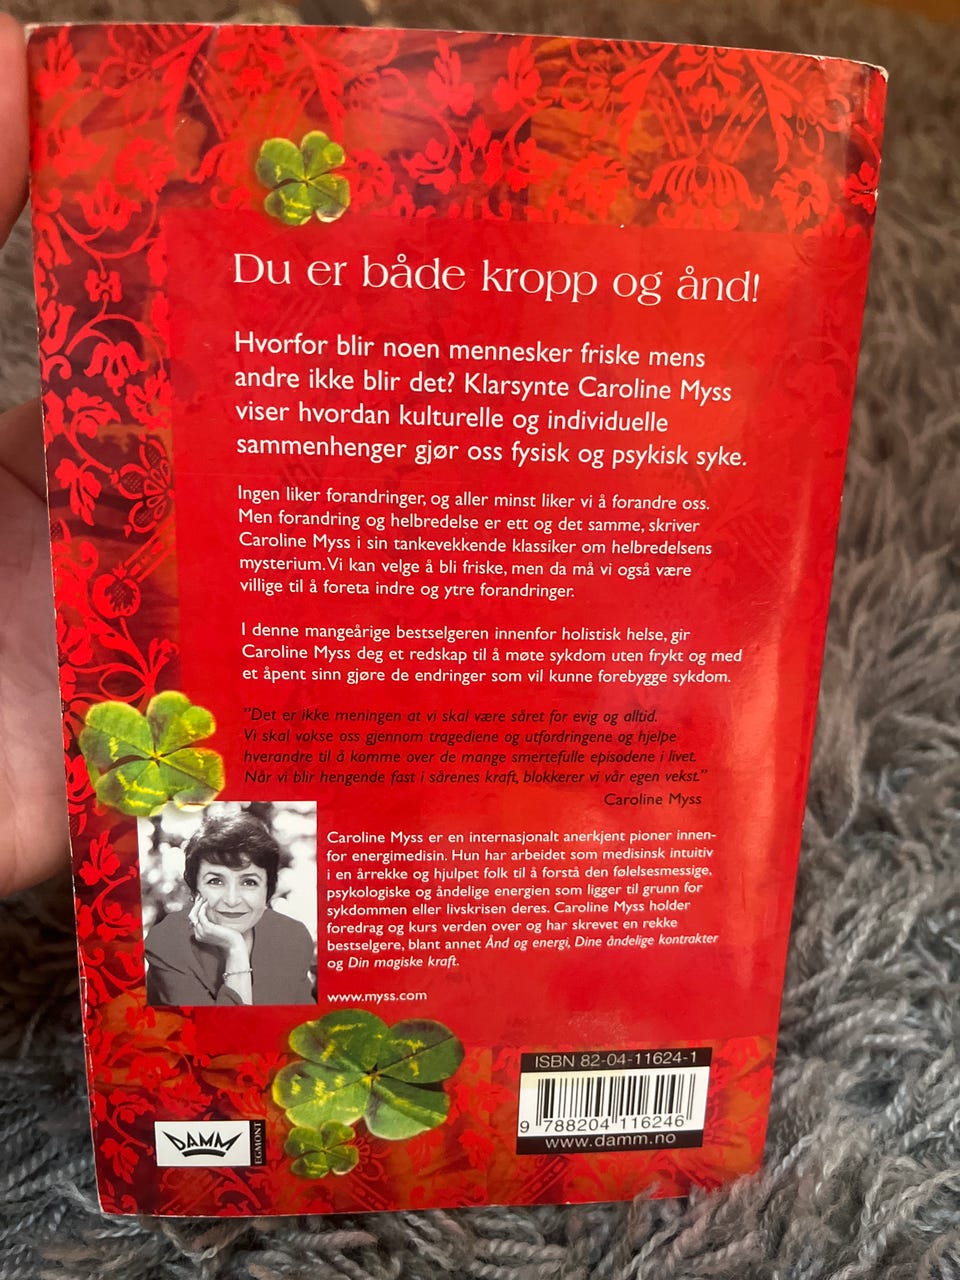 Du er både kropp og ånd!
Hvorfor blir noen mennesker friske mens
andre ikke blir det? Klarsynte Caroline Myss
viser hvordan kulturelle og individuelle
sammenhenger gjør oss fysisk og psykisk syke.
Ingen liker forandringer, og aller minst liker vi å forandre oss.
Men forandring og helbredelse er ett og det samme, skriver
Caroline Myss i sin tankevekkende klassiker om helbredelsens
mysterium. Vi kan velge å bli friske, men da må vi også være
villige til å foreta indre og ytre forandringer.
I denne mangeårige bestselgeren innenfor holistisk helse, gir
Caroline Myss deg et redskap til å møte sykdom uten frykt og med
et åpent sinn gjøre de endringer som vil kunne forebygge sykdom.
”Det er ikke meningen at vi skal være såret for evig og alltid.
Vi skal vokse oss gjennom tragediene og utfordringene og hjelpe
hverandre til å komme over de mange smertefulle episodene i livet.
Når vi blir hengende fast i sårenes kraft, blokkerer vi vår egen vekst.”
Caroline Myss
Caroline Myss er en internasjonalt anerkjent pioner innen-
for energimedisin. Hun har arbeidet som medisinsk intuitiv
i en årrekke og hjulpet folk til å forstå den følelsesmessige,
psykologiske og åndelige energien som ligger til grunn for
sykdommen eller livskrisen deres. Caroline Myss holder
foredrag og kurs verden over og har skrevet en rekke
bestselgere, blant annet Ånd og energi, Dine åndelige kontrakter
og Din magiske kraft.
www.myss.com
ISBN 82-04-11624-1
9 788204 116246
www.damm.no
DAMM
EGMONT